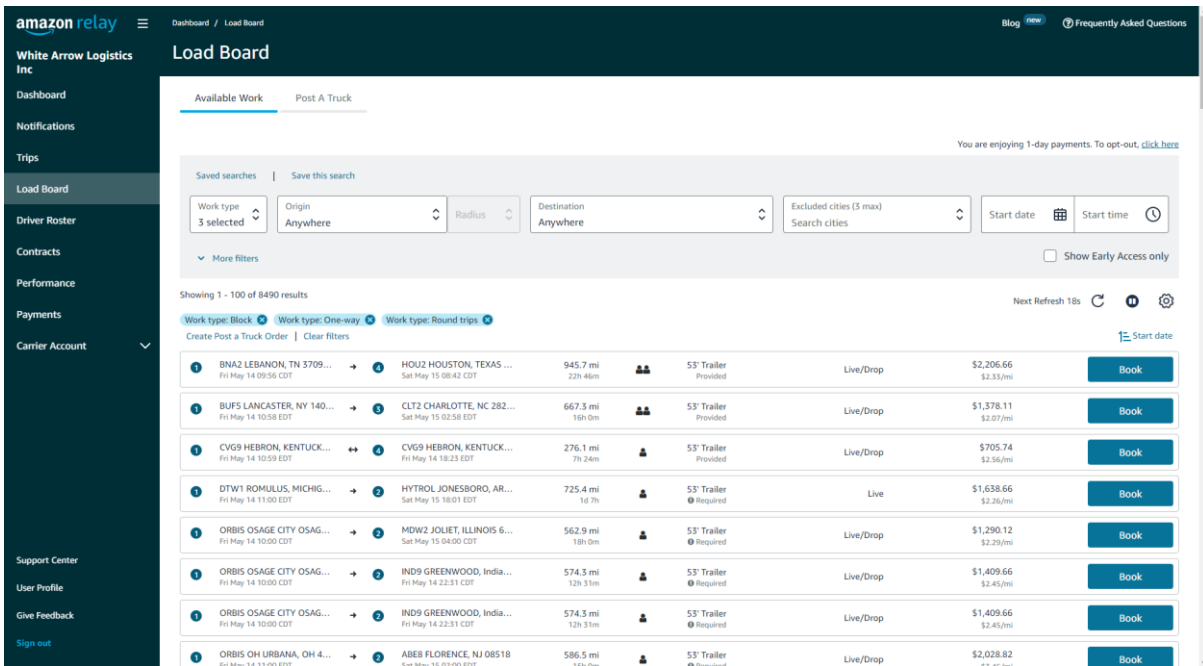 amazon relay
Dashboard / Load Board
Blog new
Frequently Asked Questions
White Arrow Logistics
Inc
Load Board
Dashboard
Notifications
Trips
Load Board
Driver Roster
Contracts
Performance
Payments
Carrier Account
Support Center
User Profile
Give Feedback
Sign out
Available Work Post A Truck
You are enjoying 1-day payments. To opt-out, click here
Saved searches | Save this search
Work type
3 selected
Origin
Anywhere
Radius
Destination
Anywhere
Excluded cities (3 max)
Search cities
Start date
Start time
More filters
Show Early Access only
Showing 1 - 100 of 8490 results
Next Refresh 18s
Work type: Block Work type: One-way Work type: Round trips
Create Post a Truck Order | Clear filters
Start date
1 BNA2 LEBANON, TN 3709... → 4 HOU2 HOUSTON, TEXAS ... 945.7 mi 53' Trailer Live/Drop $2,206.66 Book
Fri May 14 09:56 CDT Sat May 15 08:42 CDT 22h 46m Provided $2.33/mi
1 BUF5 LANCASTER, NY 140... → 3 CLT2 CHARLOTTE, NC 282... 667.3 mi 53' Trailer Live/Drop $1,378.11 Book
Fri May 14 10:58 EDT Sat May 15 02:58 EDT 16h 0m Provided $2.07/mi
1 CVG9 HEBRON, KENTUCK... ↔ 4 CVG9 HEBRON, KENTUCK... 276.1 mi 53' Trailer Live/Drop $705.74 Book
Fri May 14 10:59 EDT Fri May 14 18:23 EDT 7h 24m Provided $2.56/mi
1 DTW1 ROMULUS, MICHIG... → 2 HYTROL JONESBORO, AR... 725.4 mi 53' Trailer Live $1,638.66 Book
Fri May 14 11:00 EDT Sat May 15 18:01 EDT 1d 7h Required $2.26/mi
1 ORBIS OSAGE CITY OSAG... → 2 MDW2 JOLIET, ILLINOIS 6... 562.9 mi 53' Trailer Live/Drop $1,290.12 Book
Fri May 14 10:00 CDT Sat May 15 04:00 CDT 18h 0m Required $2.29/mi
1 ORBIS OSAGE CITY OSAG... → 2 IND9 GREENWOOD, India... 574.3 mi 53' Trailer Live/Drop $1,409.66 Book
Fri May 14 10:00 CDT Fri May 14 22:31 CDT 12h 31m Required $2.45/mi
1 ORBIS OSAGE CITY OSAG... → 2 IND9 GREENWOOD, India... 574.3 mi 53' Trailer Live/Drop $1,409.66 Book
Fri May 14 10:00 CDT Fri May 14 22:31 CDT 12h 31m Required $2.45/mi
1 ORBIS OH URBANA, OH 4... → 2 ABE8 FLORENCE, NJ 08518 586.5 mi 53' Trailer Live/Drop $2,028.82 Book